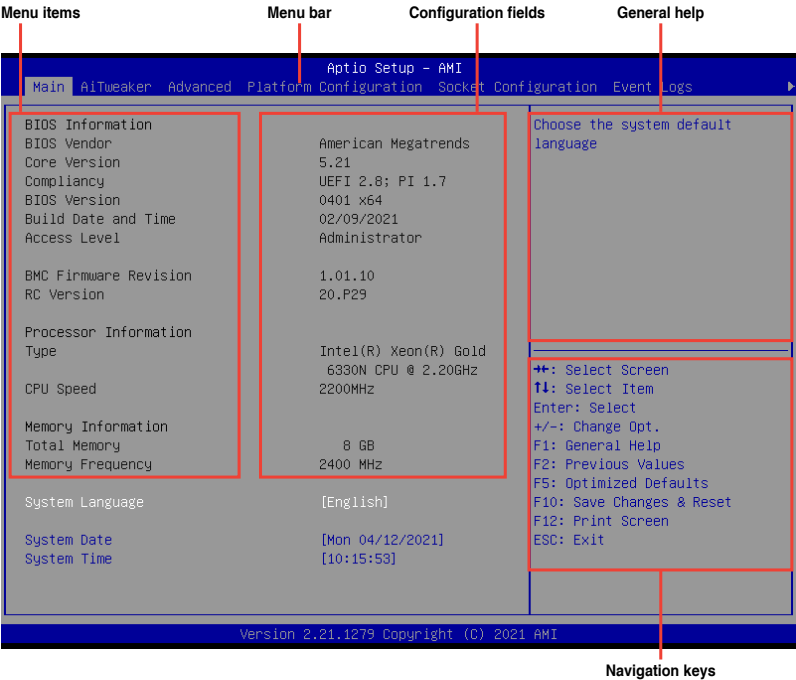 Menu items Menu bar Configuration fields General help
Aptio Setup – AMI
Main AiTweaker Advanced Platform Configuration Socket Configuration Event Logs
BIOS Information
BIOS Vendor American Megatrends
Core Version 5.21
Compliancy UEFI 2.8; PI 1.7
BIOS Version 0401 x64
Build Date and Time 02/09/2021
Access Level Administrator
BMC Firmware Revision 1.01.10
RC Version 20.P29
Processor Information
Type Intel(R) Xeon(R) Gold
6330N CPU @ 2.20GHz
CPU Speed 2200MHz
Memory Information
Total Memory 8 GB
Memory Frequency 2400 MHz
System Language [English]
System Date [Mon 04/12/2021]
System Time [10:15:53]
Choose the system default
language
→←: Select Screen
↑↓: Select Item
Enter: Select
+/-: Change Opt.
F1: General Help
F2: Previous Values
F5: Optimized Defaults
F10: Save Changes & Reset
F12: Print Screen
ESC: Exit
Version 2.21.1279 Copyright (C) 2021 AMI
Navigation keys